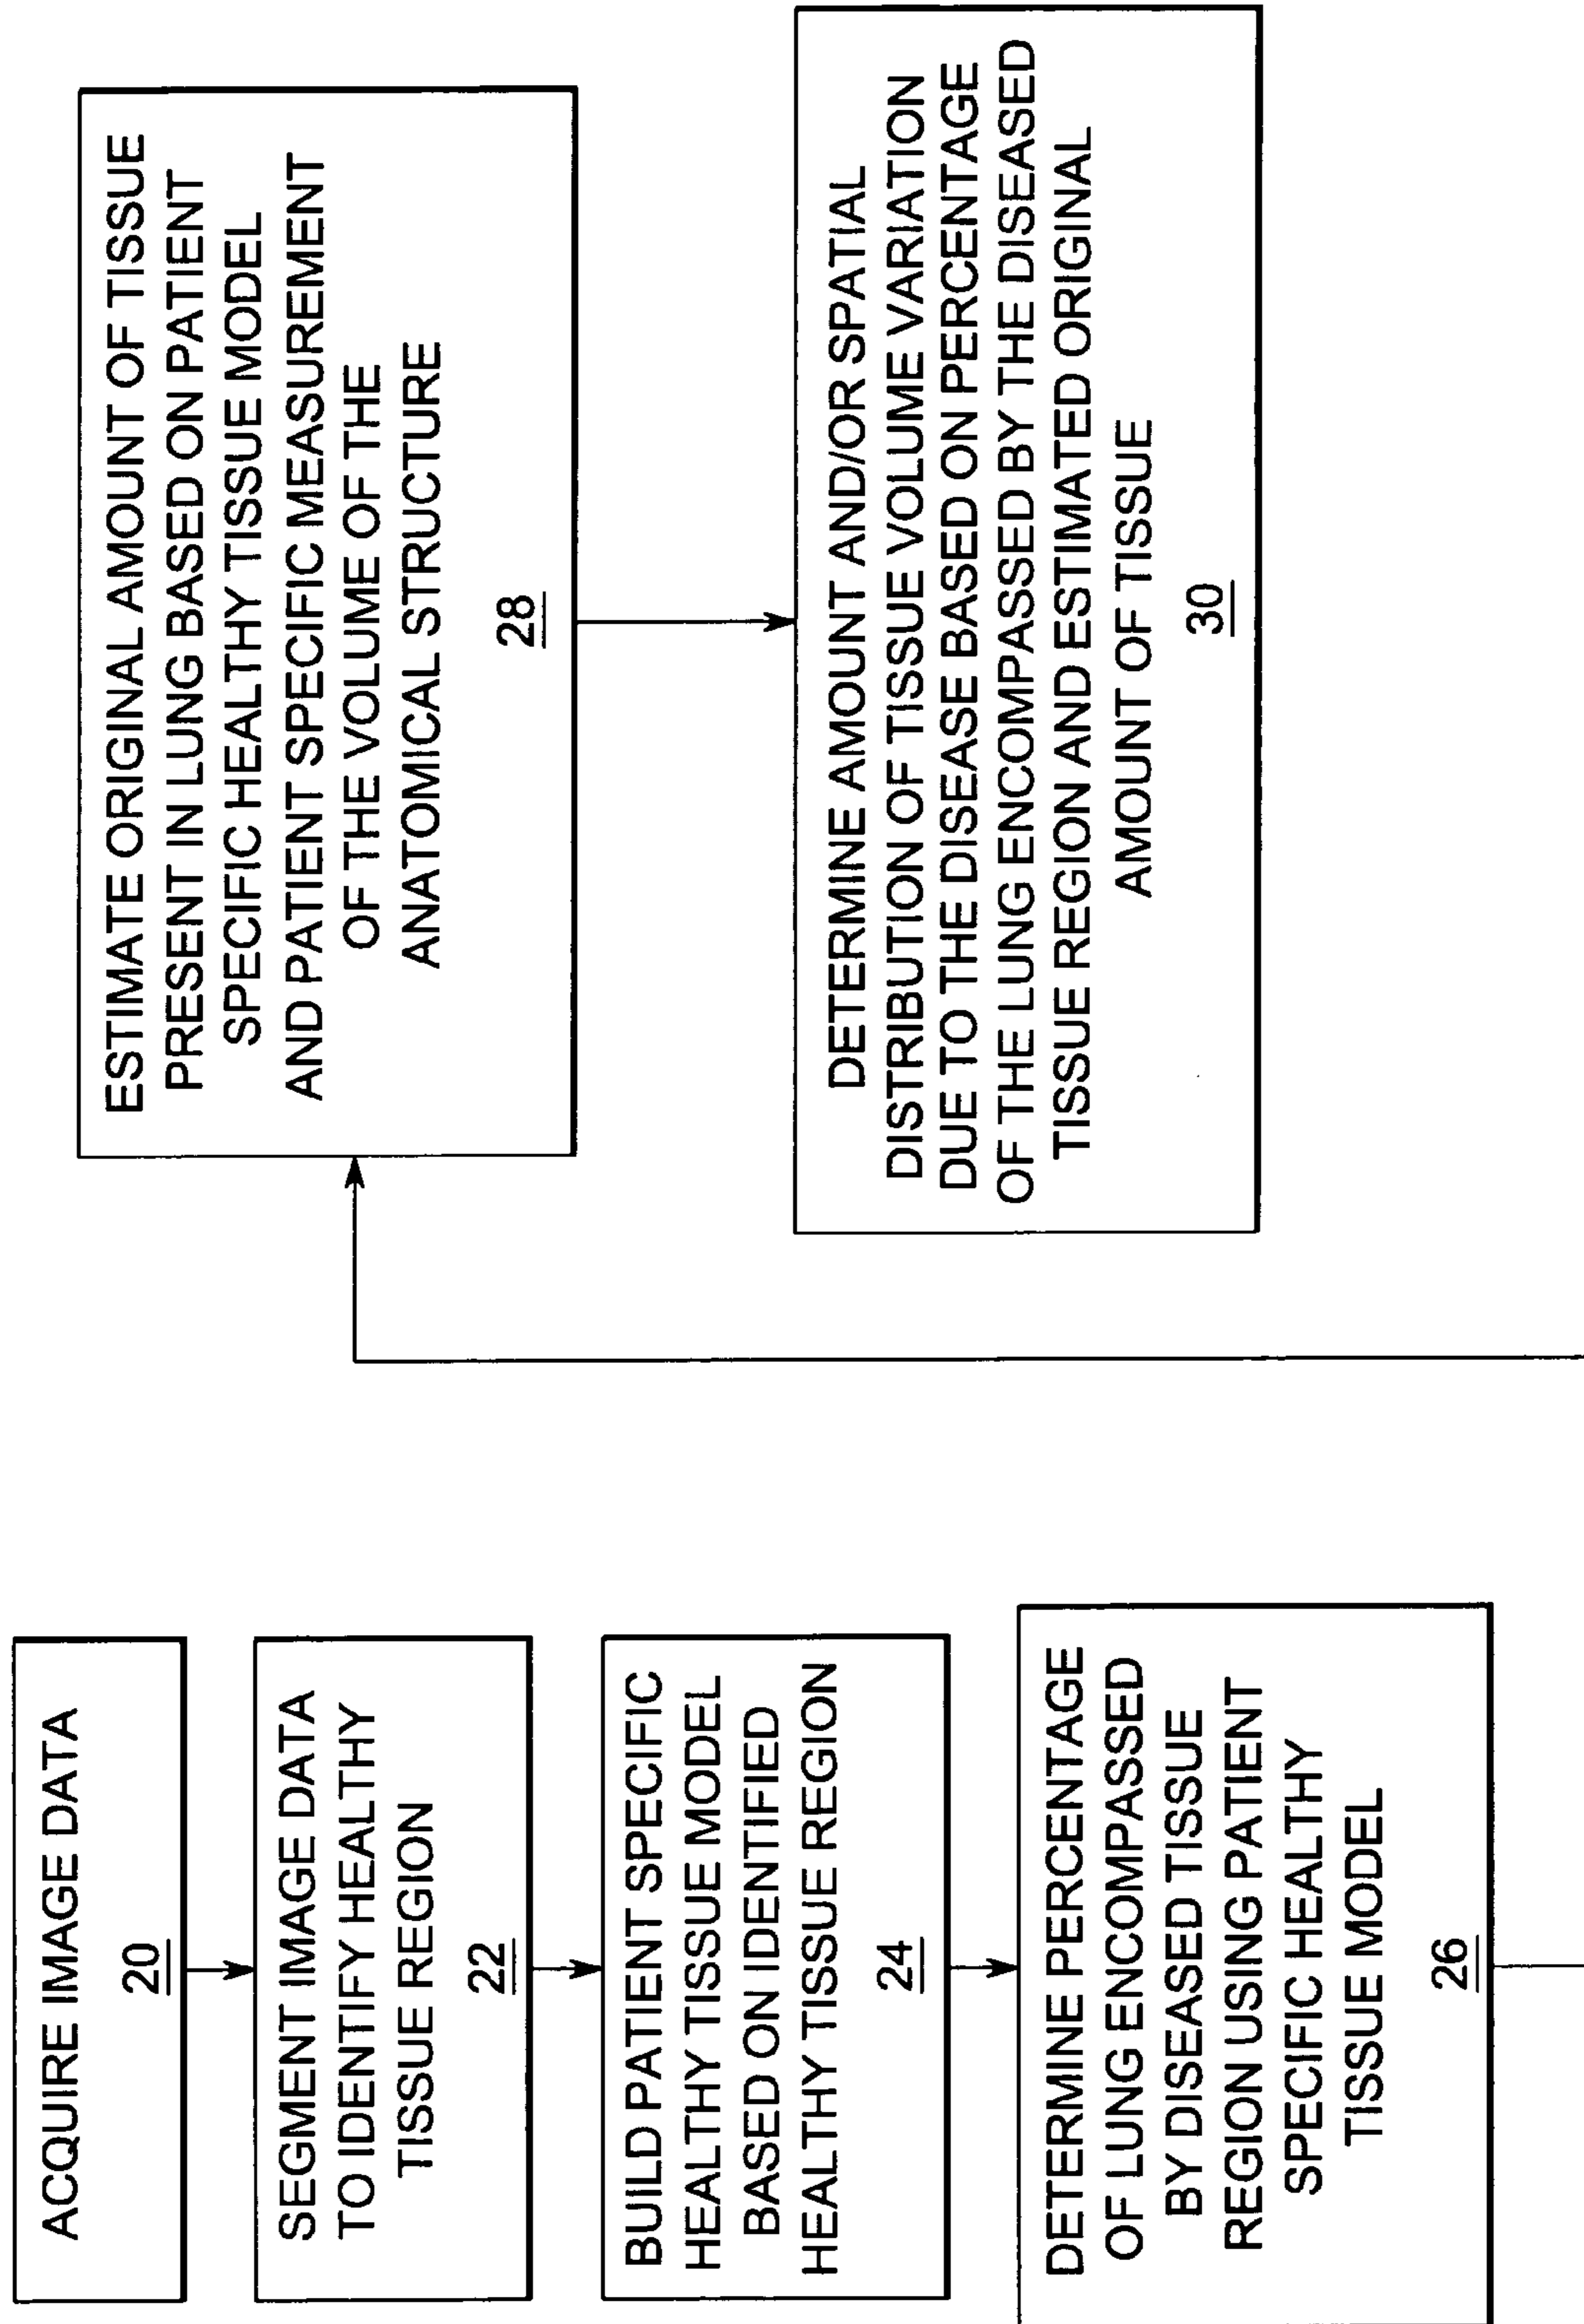 ACQUIRE IMAGE DATA
20
SEGMENT IMAGE DATA
TO IDENTIFY HEALTHY
TISSUE REGION
22
BUILD PATIENT SPECIFIC
HEALTHY TISSUE MODEL
BASED ON IDENTIFIED
HEALTHY TISSUE REGION
24
DETERMINE PERCENTAGE
OF LUNG ENCOMPASSED
BY DISEASED TISSUE
REGION USING PATIENT
SPECIFIC HEALTHY
TISSUE MODEL
26
ESTIMATE ORIGINAL AMOUNT OF TISSUE
PRESENT IN LUNG BASED ON PATIENT
SPECIFIC HEALTHY TISSUE MODEL
AND PATIENT SPECIFIC MEASUREMENT
OF THE VOLUME OF THE
ANATOMICAL STRUCTURE
28
DETERMINE AMOUNT AND/OR SPATIAL
DISTRIBUTION OF TISSUE VOLUME VARIATION
DUE TO THE DISEASE BASED ON PERCENTAGE
OF THE LUNG ENCOMPASSED BY THE DISEASED
TISSUE REGION AND ESTIMATED ORIGINAL
AMOUNT OF TISSUE
30